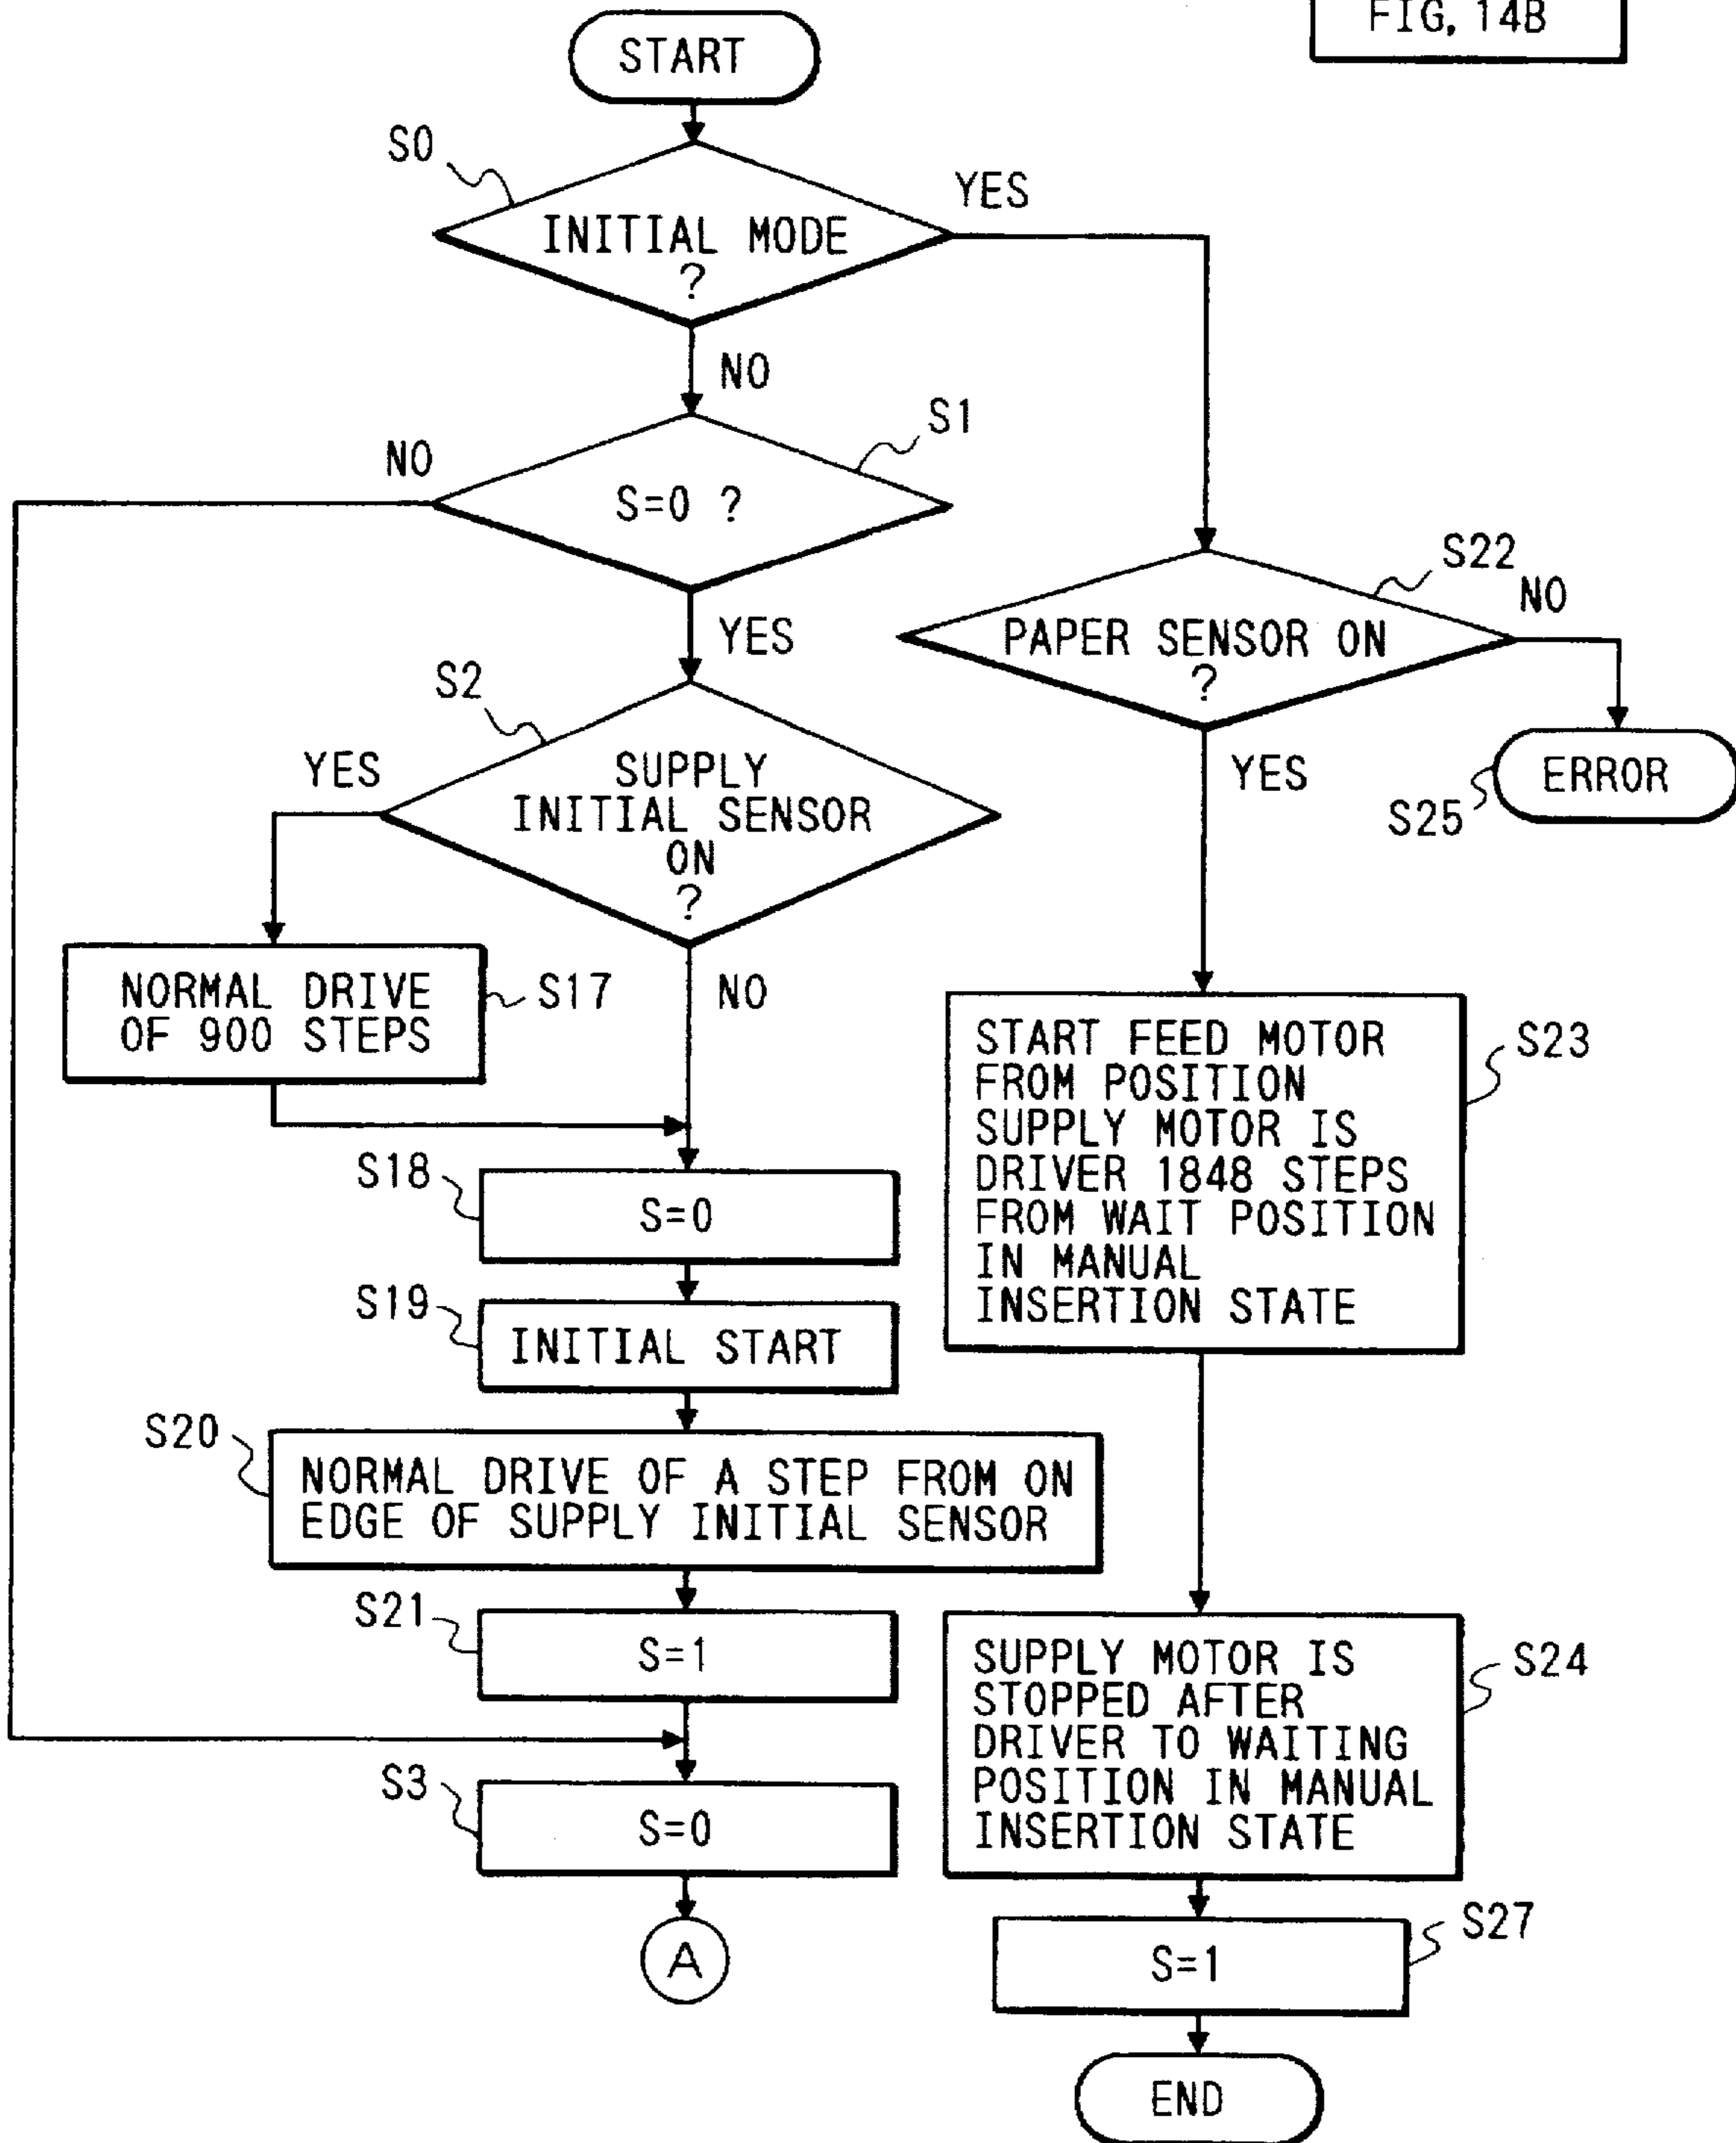 FIG. 14B
START
S0
INITIAL MODE
?
YES
NO
S1
S=0 ?
NO
YES
S22
PAPER SENSOR ON
?
NO
YES
S25
ERROR
S2
SUPPLY
INITIAL SENSOR
ON
?
YES
NO
NORMAL DRIVE
OF 900 STEPS
S17
S18
S=0
S19
INITIAL START
S20
NORMAL DRIVE OF A STEP FROM ON
EDGE OF SUPPLY INITIAL SENSOR
S21
S=1
S3
S=0
A
START FEED MOTOR
FROM POSITION
SUPPLY MOTOR IS
DRIVER 1848 STEPS
FROM WAIT POSITION
IN MANUAL
INSERTION STATE
S23
SUPPLY MOTOR IS
STOPPED AFTER
DRIVER TO WAITING
POSITION IN MANUAL
INSERTION STATE
S24
S=1
S27
END